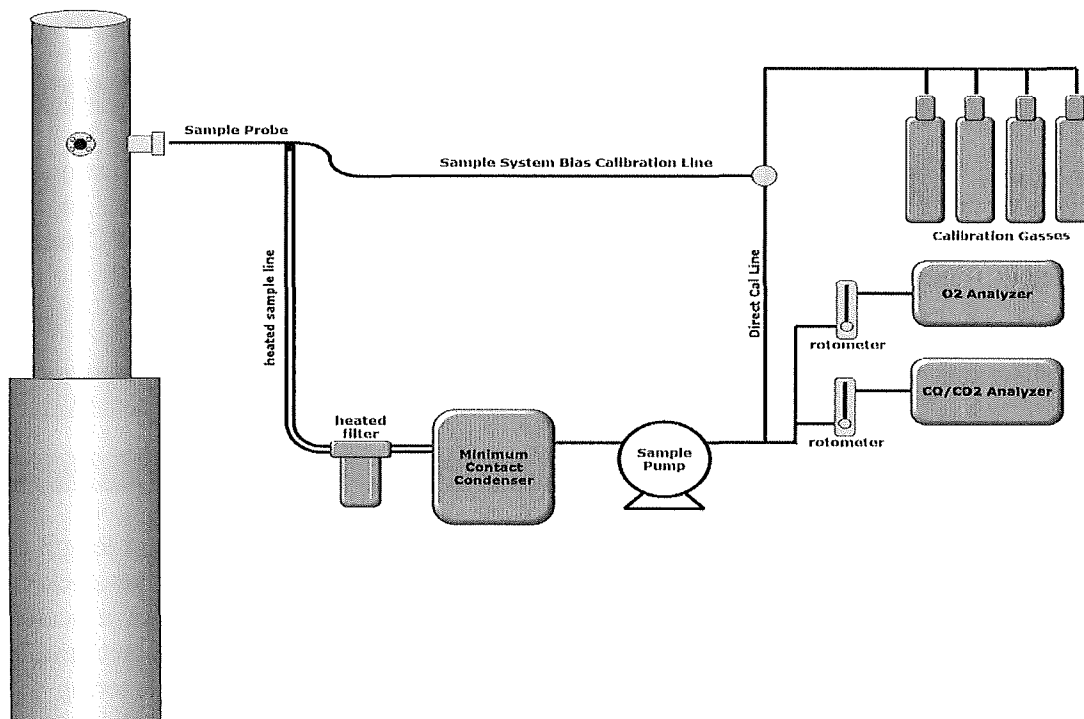 Sample Probe
Sample System Bias Calibration Line
Calibration Gasses
heated sample line
Direct Cal Line
O2 Analyzer
rotometer
CO/CO2 Analyzer
rotometer
heated
filter
Minimum
Contact
Condenser
Sample
Pump